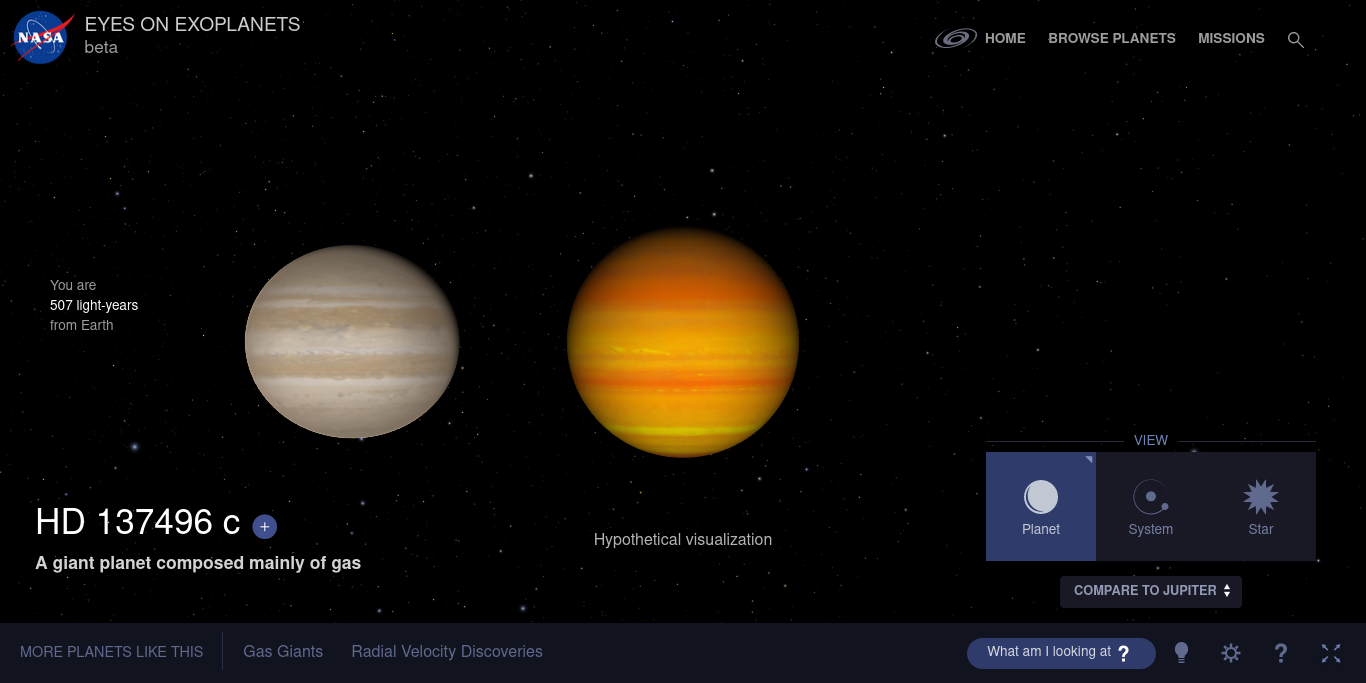 NASA
EYES ON EXOPLANETS
beta
HOME
BROWSE PLANETS
MISSIONS
You are
507 light-years
from Earth
HD 137496 c +
A giant planet composed mainly of gas
Hypothetical visualization
VIEW
Planet
System
Star
COMPARE TO JUPITER
MORE PLANETS LIKE THIS
Gas Giants
Radial Velocity Discoveries
What am I looking at ?
?